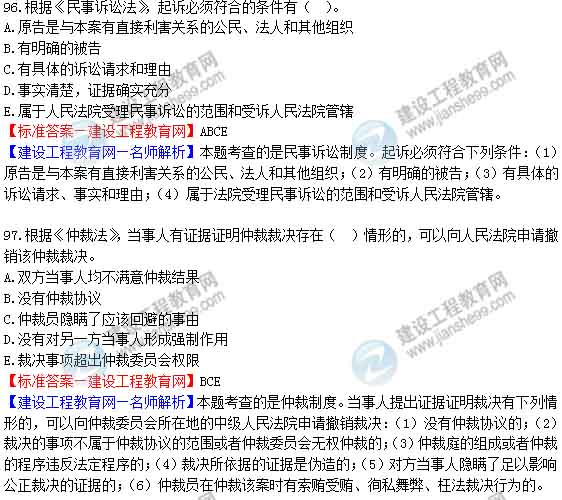 96.根据《民事诉讼法》，起诉必须符合的条件有（　）。
A.原告是与本案有直接利害关系的公民、法人和其他组织
B.有明确的被告
C.有具体的诉讼请求和理由
D.事实清楚，证据确实充分
E.属于人民法院受理民事诉讼的范围和受诉人民法院管辖
【标准答案—建设工程教育网】ABCE
【建设工程教育网—名师解析】本题考查的是民事诉讼制度。起诉必须符合下列条件：（1）
原告是与本案有直接利害关系的公民、法人和其他组织；（2）有明确的被告；（3）有具体的
诉讼请求、事实和理由；（4）属于法院受理民事诉讼的范围和受诉人民法院管辖。
97.根据《仲裁法》，当事人有证据证明仲裁裁决存在（　）情形的，可以向人民法院申请撤
销该仲裁裁决。
A.双方当事人均不满意仲裁结果
B.没有仲裁协议
C.仲裁员隐瞒了应该回避的事由
D.没有对另一方当事人形成强制作用
E.裁决事项超出仲裁委员会权限
【标准答案—建设工程教育网】BCE
【建设工程教育网—名师解析】本题考查的是仲裁制度。当事人提出证据证明裁决有下列情
形的，可以向仲裁委员会所在地的中级人民法院申请撤销裁决：（1）没有仲裁协议的；（2）
裁决的事项不属于仲裁协议的范围或者仲裁委员会无权仲裁的；（3）仲裁庭的组成或者仲裁
的程序违反法定程序的；（4）裁决所依据的证据是伪造的；（5）对方当事人隐瞒了足以影响
公正裁决的证据的；（6）仲裁员在仲裁该案时有索贿受贿、徇私舞弊、枉法裁决行为的。
建设工程教育网
www.jianshe99.com
建设工程教育网
www.jianshe99.com
建设工程教育网
www.jianshe99.com
建设工程教育网
www.jianshe99.com